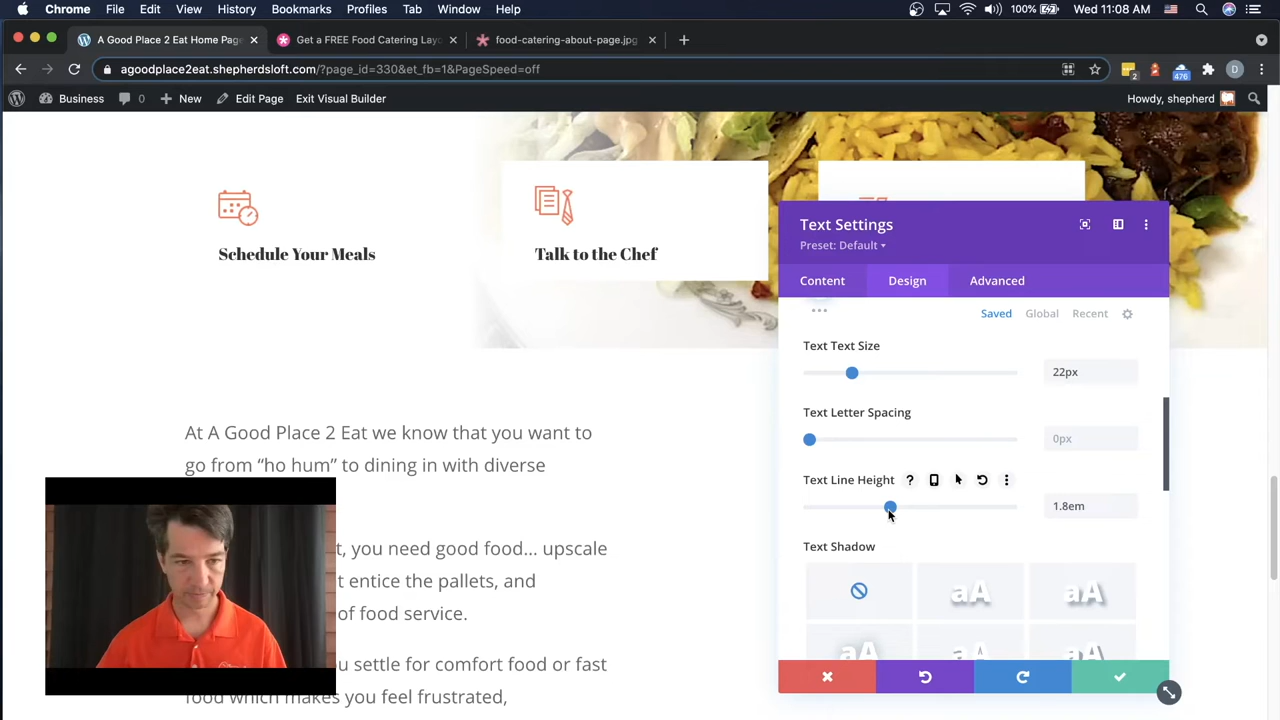 Chrome File Edit View History Bookmarks Profiles Tab Window Help 100% Wed 11:08 AM
A Good Place 2 Eat Home Pag Get a FREE Food Catering Layo food-catering-about-page.jpg
agoodplace2eat.shepherdsloft.com/?page_id=330&et_fb=1&PageSpeed=off 2 476 D
Business 0 + New Edit Page Exit Visual Builder Howdy, shepherd
Schedule Your Meals
Talk to the Chef
Text Settings
Preset: Default
Content Design Advanced
Saved Global Recent
Text Text Size
22px
Text Letter Spacing
0px
Text Line Height ?
1.8em
Text Shadow
aA aA
aA aA aA
At A Good Place 2 Eat we know that you want to
go from “ho hum” to dining in with diverse
t, you need good food... upscale
t entice the pallets, and
of food service.
u settle for comfort food or fast
food which makes you feel frustrated,